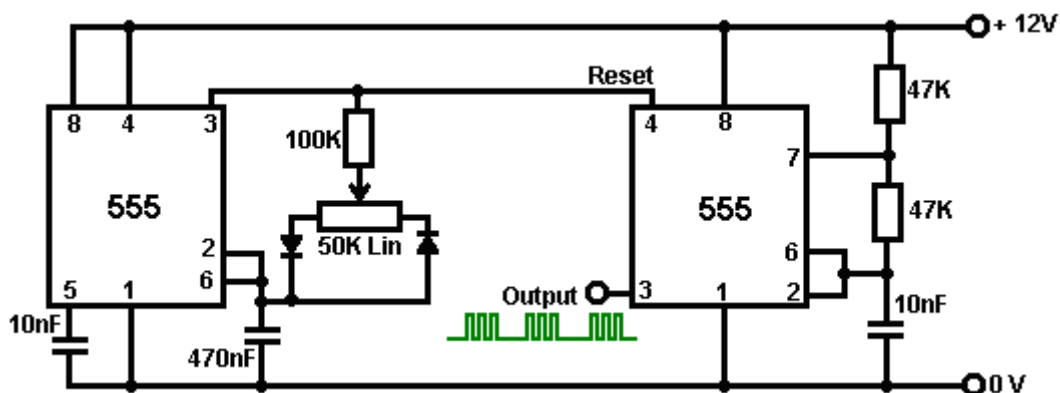 + 12V
Reset
47K
8 4 3
4 8
100K
7
555
555
47K
50K Lin
2
6
6
5 1
Output
3 1 2
10nF
10nF
470nF
0 V